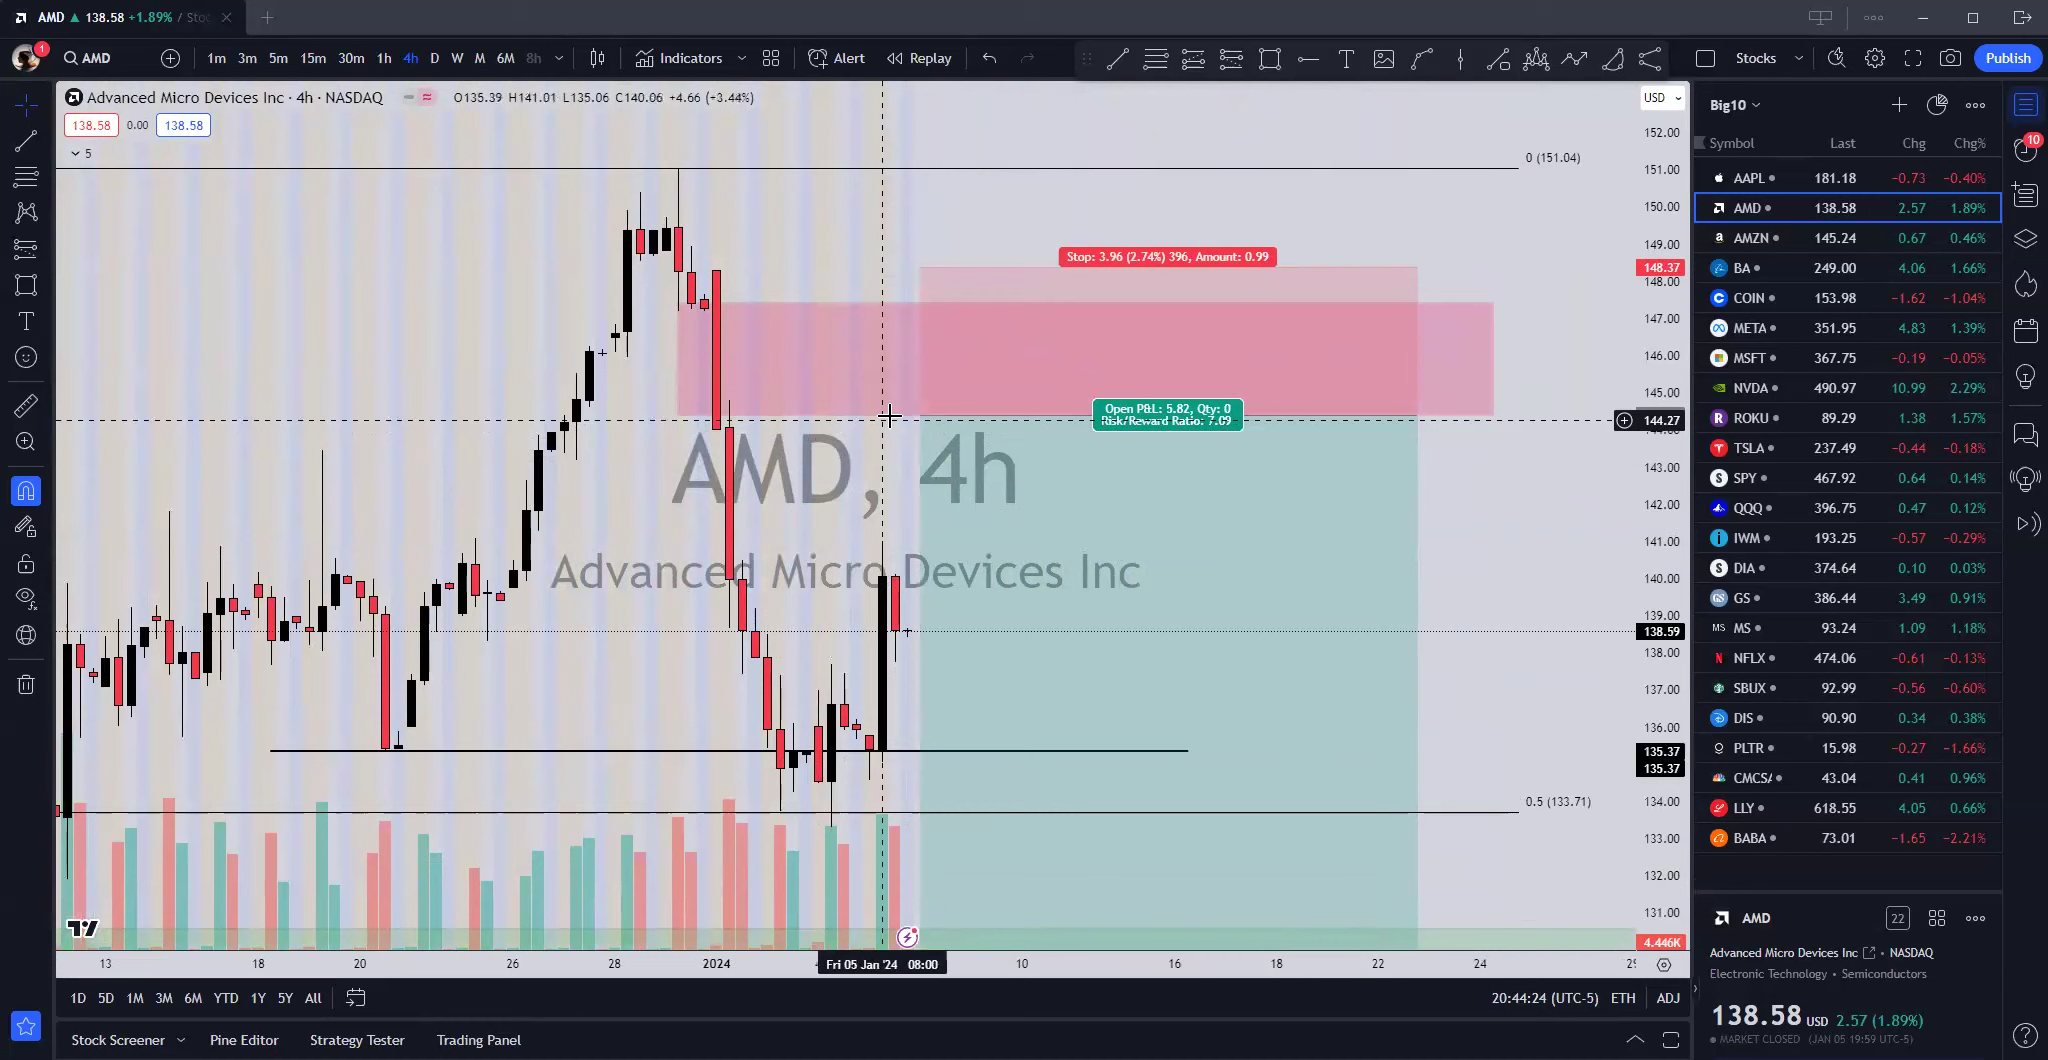 AMD ▲ 138.58 +1.89% / Sto
1
AMD
1m 3m 5m 15m 30m 1h 4h D W M 6M 8h
Indicators
Alert
Replay
Stocks
Publish
Advanced Micro Devices Inc · 4h · NASDAQ
O135.39 H141.01 L135.06 C140.06 +4.66 (+3.44%)
138.58 0.00 138.58
5
USD
152.00
151.00
150.00
149.00
148.37
148.00
147.00
146.00
145.00
144.27
143.00
142.00
141.00
140.00
139.00
138.59
138.00
137.00
136.00
135.37
135.37
134.00
133.00
132.00
131.00
4.446K
0 (151.04)
Stop: 3.96 (2.74%) 396, Amount: 0.99
Open P&L: 5.82, Qty: 0
Risk/Reward Ratio: 7.09
AMD, 4h
Advanced Micro Devices Inc
0.5 (133.71)
13 18 20 26 28 2024
Fri 05 Jan '24 08:00
10 16 18 22 24
1D 5D 1M 3M 6M YTD 1Y 5Y All
20:44:24 (UTC-5) ETH ADJ
Stock Screener Pine Editor Strategy Tester Trading Panel
Big10
Symbol Last Chg Chg%
AAPL 181.18 −0.73 −0.40%
AMD 138.58 2.57 1.89%
AMZN 145.24 0.67 0.46%
BA 249.00 4.06 1.66%
COIN 153.98 −1.62 −1.04%
META 351.95 4.83 1.39%
MSFT 367.75 −0.19 −0.05%
NVDA 490.97 10.99 2.29%
ROKU 89.29 1.38 1.57%
TSLA 237.49 −0.44 −0.18%
SPY 467.92 0.64 0.14%
QQQ 396.75 0.47 0.12%
IWM 193.25 −0.57 −0.29%
DIA 374.64 0.10 0.03%
GS 386.44 3.49 0.91%
MS 93.24 1.09 1.18%
NFLX 474.06 −0.61 −0.13%
SBUX 92.99 −0.56 −0.60%
DIS 90.90 0.34 0.38%
PLTR 15.98 −0.27 −1.66%
CMCSA 43.04 0.41 0.96%
LLY 618.55 4.05 0.66%
BABA 73.01 −1.65 −2.21%
10
AMD
22
Advanced Micro Devices Inc • NASDAQ
Electronic Technology • Semiconductors
138.58 USD 2.57 (1.89%)
MARKET CLOSED (JAN 05 19:59 UTC-5)